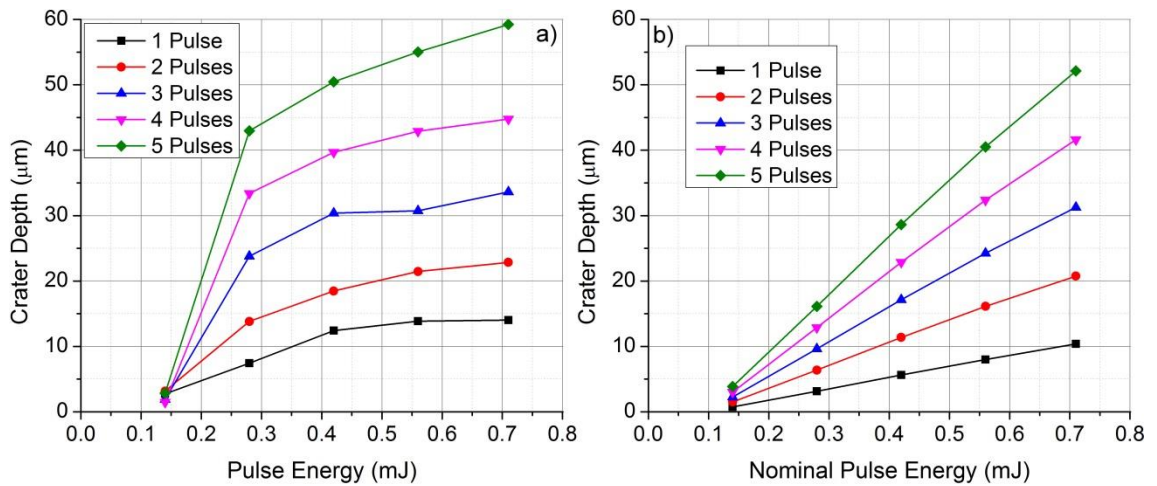 60
50
40
30
20
10
0
Crater Depth (μm)
1 Pulse
2 Pulses
3 Pulses
4 Pulses
5 Pulses
a)
0.0 0.1 0.2 0.3 0.4 0.5 0.6 0.7 0.8
Pulse Energy (mJ)
60
50
40
30
20
10
0
Crater Depth (μm)
b)
1 Pulse
2 Pulses
3 Pulses
4 Pulses
5 Pulses
0.0 0.1 0.2 0.3 0.4 0.5 0.6 0.7 0.8
Nominal Pulse Energy (mJ)